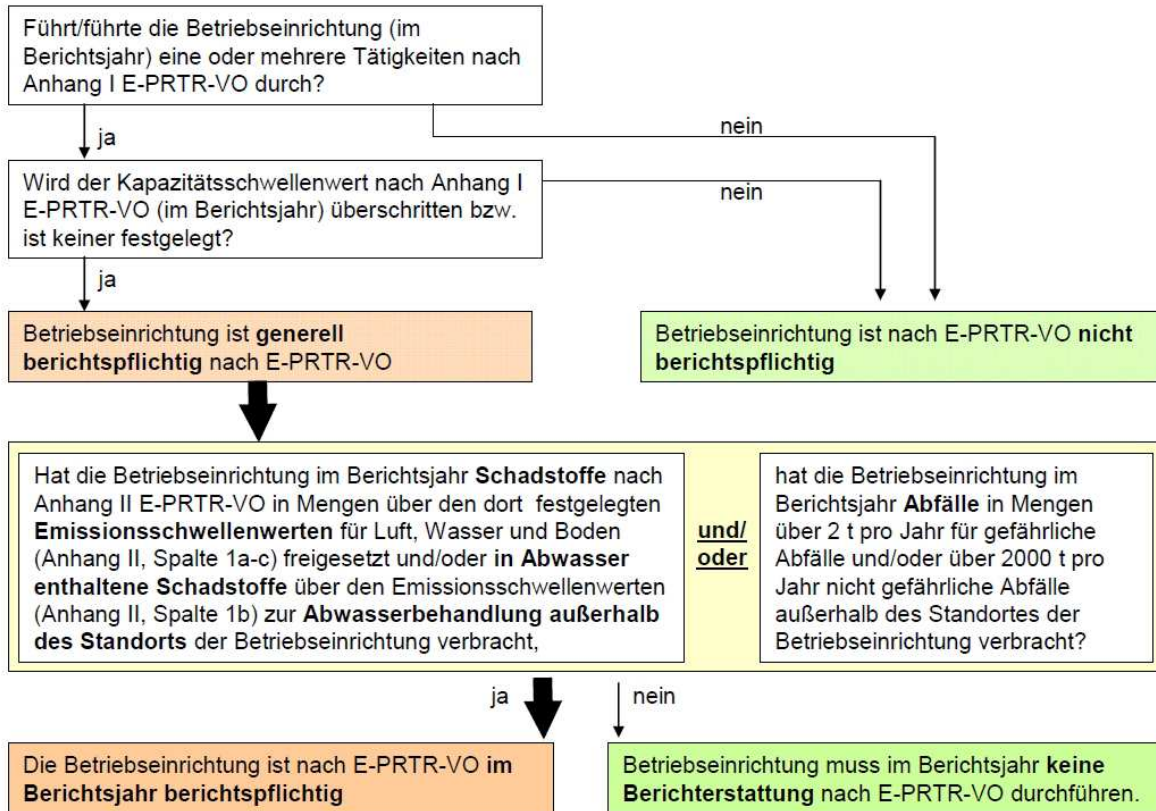 Führt/führte die Betriebseinrichtung (im
Berichtsjahr) eine oder mehrere Tätigkeiten nach
Anhang I E-PRTR-VO durch?
ja
nein
Wird der Kapazitätsschwellenwert nach Anhang I
E-PRTR-VO (im Berichtsjahr) überschritten bzw.
ist keiner festgelegt?
nein
ja
Betriebseinrichtung ist generell
berichtspflichtig nach E-PRTR-VO
Betriebseinrichtung ist nach E-PRTR-VO nicht
berichtspflichtig
Hat die Betriebseinrichtung im Berichtsjahr Schadstoffe nach
Anhang II E-PRTR-VO in Mengen über den dort festgelegten
Emissionsschwellenwerten für Luft, Wasser und Boden
(Anhang II, Spalte 1a-c) freigesetzt und/oder in Abwasser
enthaltene Schadstoffe über den Emissionsschwellenwerten
(Anhang II, Spalte 1b) zur Abwasserbehandlung außerhalb
des Standorts der Betriebseinrichtung verbracht,
und/
oder
hat die Betriebseinrichtung im
Berichtsjahr Abfälle in Mengen
über 2 t pro Jahr für gefährliche
Abfälle und/oder über 2000 t pro
Jahr nicht gefährliche Abfälle
außerhalb des Standortes der
Betriebseinrichtung verbracht?
ja
nein
Die Betriebseinrichtung ist nach E-PRTR-VO im
Berichtsjahr berichtspflichtig
Betriebseinrichtung muss im Berichtsjahr keine
Berichterstattung nach E-PRTR-VO durchführen.